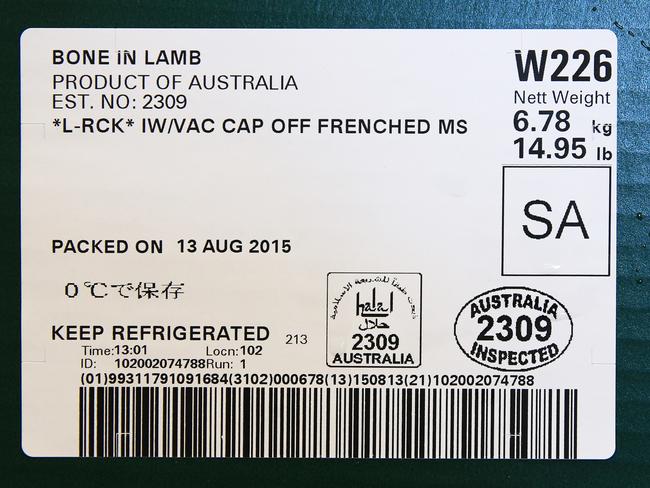 BONE IN LAMB
PRODUCT OF AUSTRALIA
EST. NO: 2309
*L-RCK* IW/VAC CAP OFF FRENCHED MS
W226
Nett Weight
6.78 kg
14.95 lb
SA
PACKED ON 13 AUG 2015
0℃で保存
KEEP REFRIGERATED 213
Time:13:01 Locn:102
ID: 102002074788Run: 1
halal
حلال
2309
AUSTRALIA
AUSTRALIA
2309
INSPECTED
(01)99311791091684(3102)000678(13)150813(21)102002074788